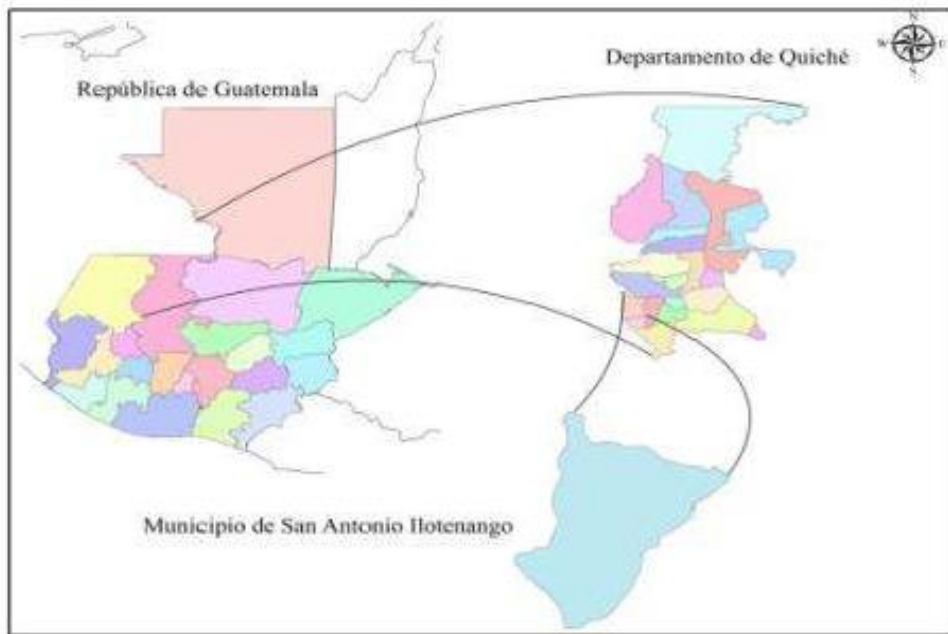 Departamento de Quiché
República de Guatemala
N
W
E
S
Municipio de San Antonio Ilotenango